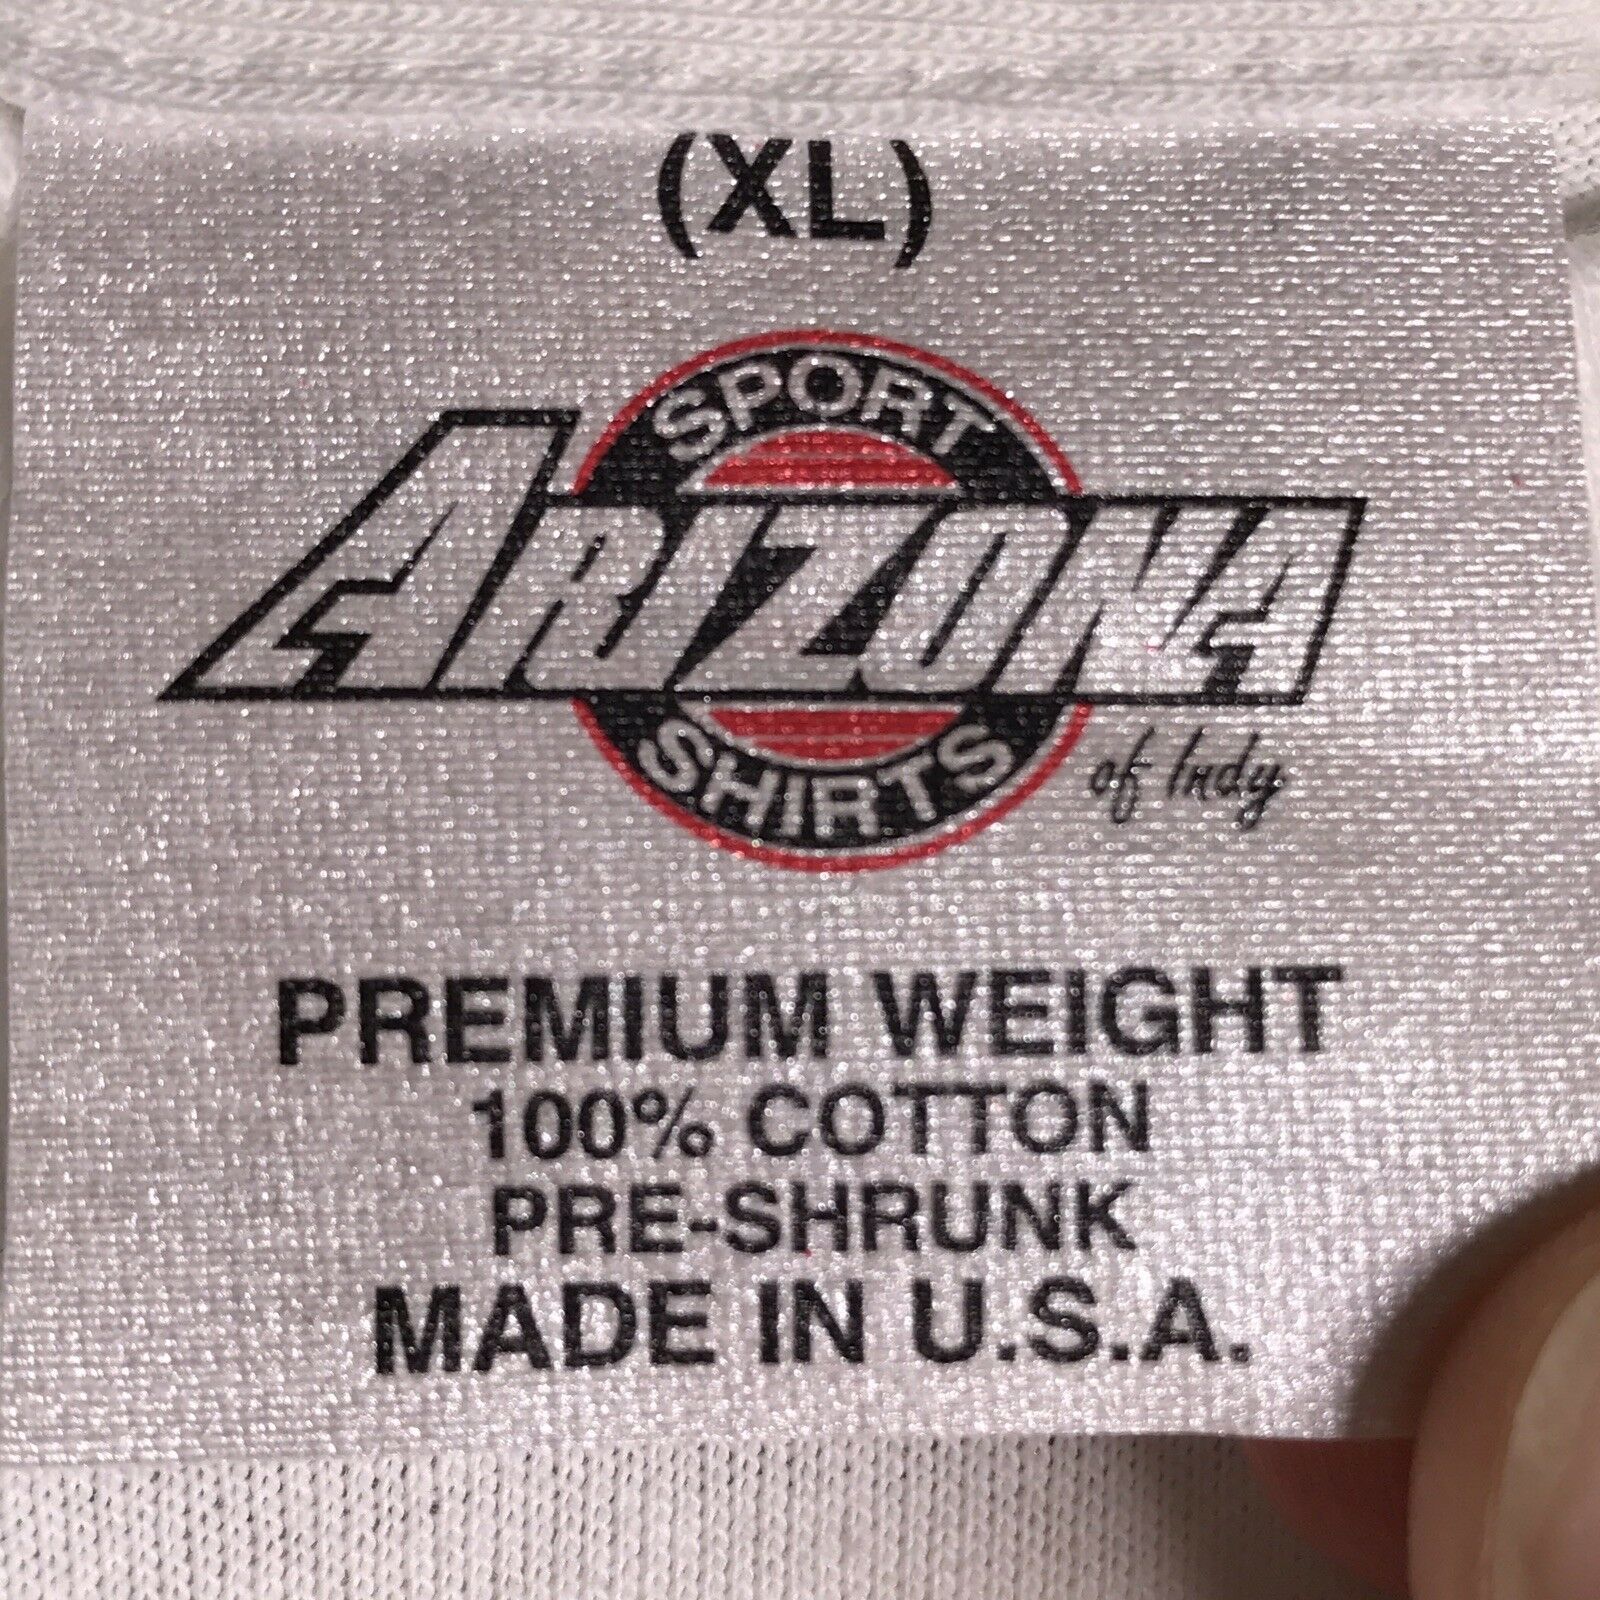 (XL)
SPORT
ARIZONA
SHIRTS
of Indy
PREMIUM WEIGHT
100% COTTON
PRE-SHRUNK
MADE IN U.S.A.